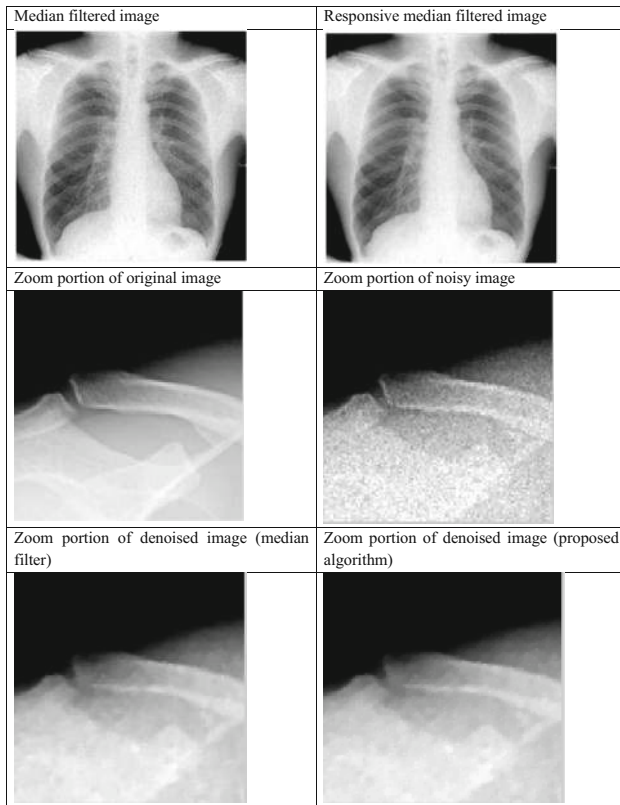 Median filtered image
Responsive median filtered image
Zoom portion of original image
Zoom portion of noisy image
Zoom portion of denoised image (median
filter)
Zoom portion of denoised image (proposed
algorithm)